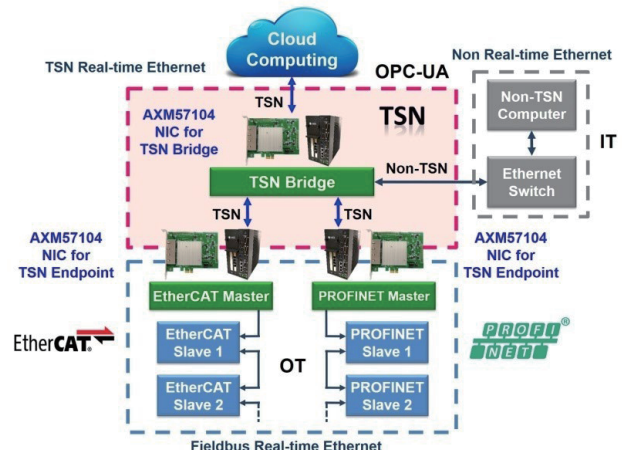 Cloud
Computing
TSN Real-time Ethernet
OPC-UA
Non Real-time Ethernet
TSN
TSN
AXM57104
NIC for
TSN Bridge
Non-TSN
Computer
IT
TSN Bridge
Non-TSN
Ethernet
Switch
TSN
TSN
AXM57104
NIC for
TSN Endpoint
AXM57104
NIC for
TSN Endpoint
EtherCAT Master
PROFINET Master
EtherCAT®
EtherCAT
Slave 1
OT
PROFINET
Slave 1
PROFI
NET®
EtherCAT
Slave 2
PROFINET
Slave 2
Fieldbus Real-time Ethernet